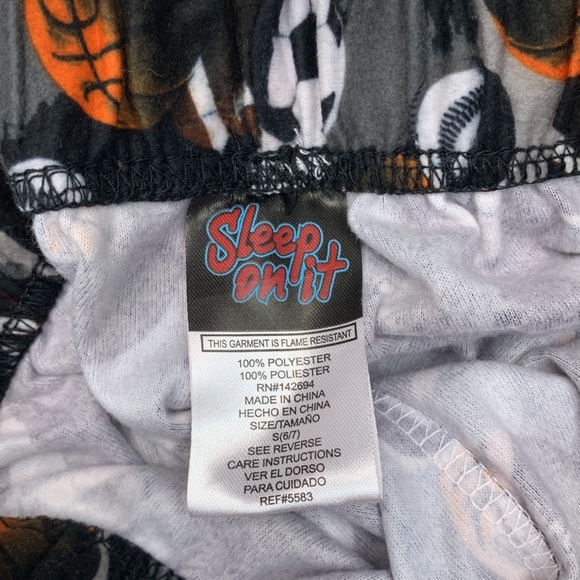 Sleep
on it
THIS GARMENT IS FLAME RESISTANT
100% POLYESTER
100% POLIESTER
RN#142694
MADE IN CHINA
HECHO EN CHINA
SIZE/TAMAÑO
S(6/7)
SEE REVERSE
CARE INSTRUCTIONS
VER EL DORSO
PARA CUIDADO
REF#5583